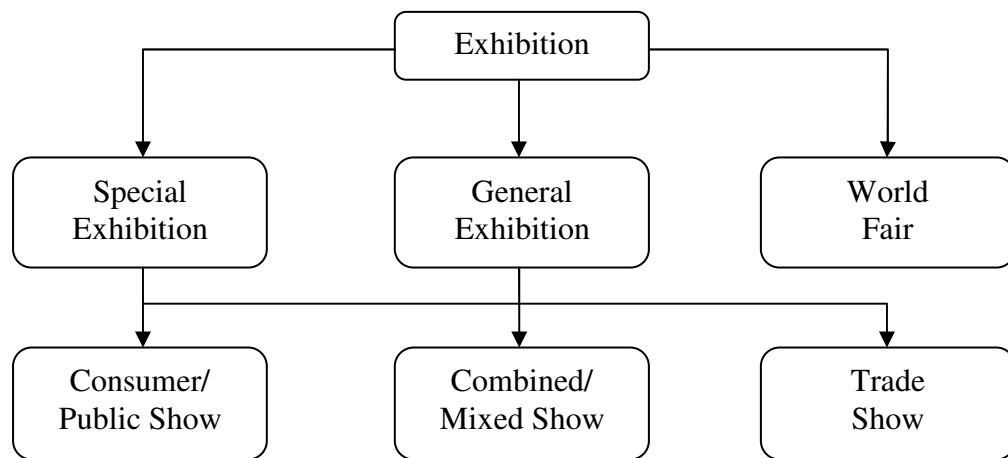 Exhibition
Special
Exhibition
General
Exhibition
World
Fair
Consumer/
Public Show
Combined/
Mixed Show
Trade
Show